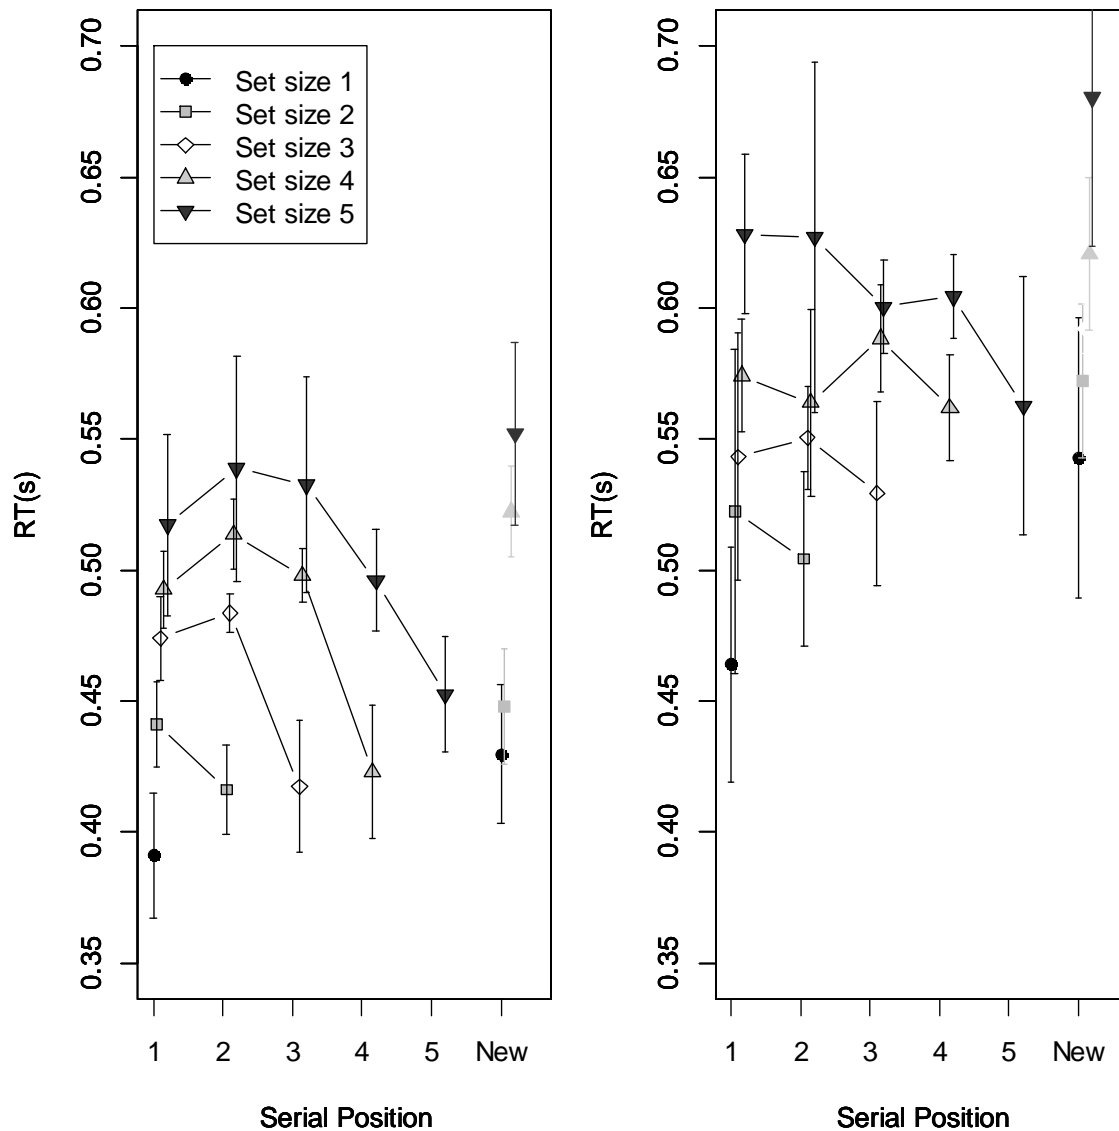 RT(s)
0.70
0.65
0.60
0.55
0.50
0.45
0.40
0.35
Set size 1
Set size 2
Set size 3
Set size 4
Set size 5
1 2 3 4 5 New
Serial Position
RT(s)
0.70
0.65
0.60
0.55
0.50
0.45
0.40
0.35
1 2 3 4 5 New
Serial Position